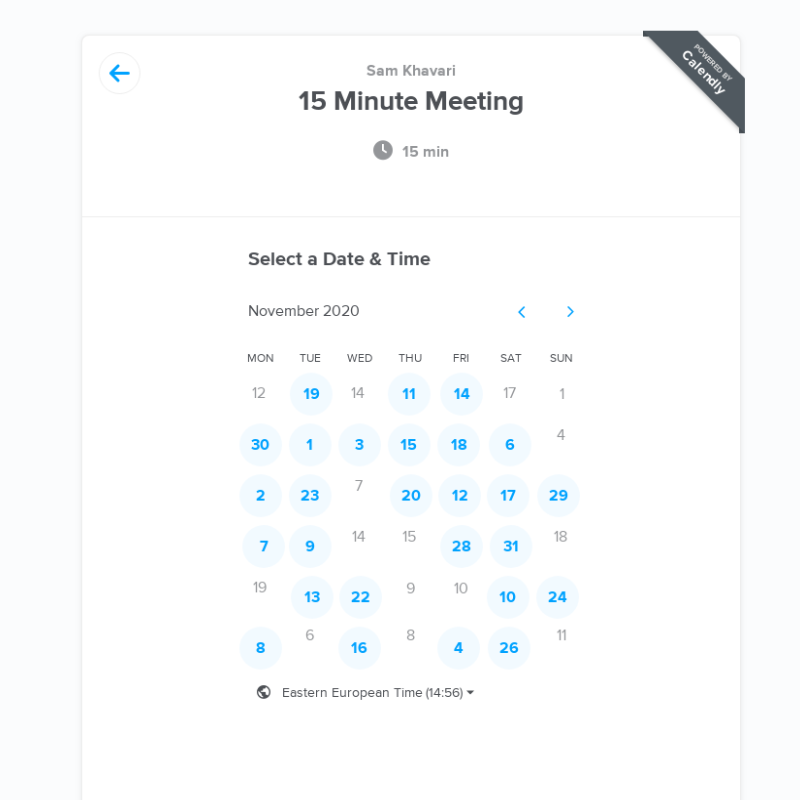 POWERED BY
Calendly
Sam Khavari
15 Minute Meeting
15 min
Select a Date & Time
November 2020
MON TUE WED THU FRI SAT SUN
12 19 14 11 14 17 1
30 1 3 15 18 6 4
2 23 7 20 12 17 29
7 9 14 15 28 31 18
19 13 22 9 10 10 24
8 6 16 8 4 26 11
Eastern European Time (14:56)